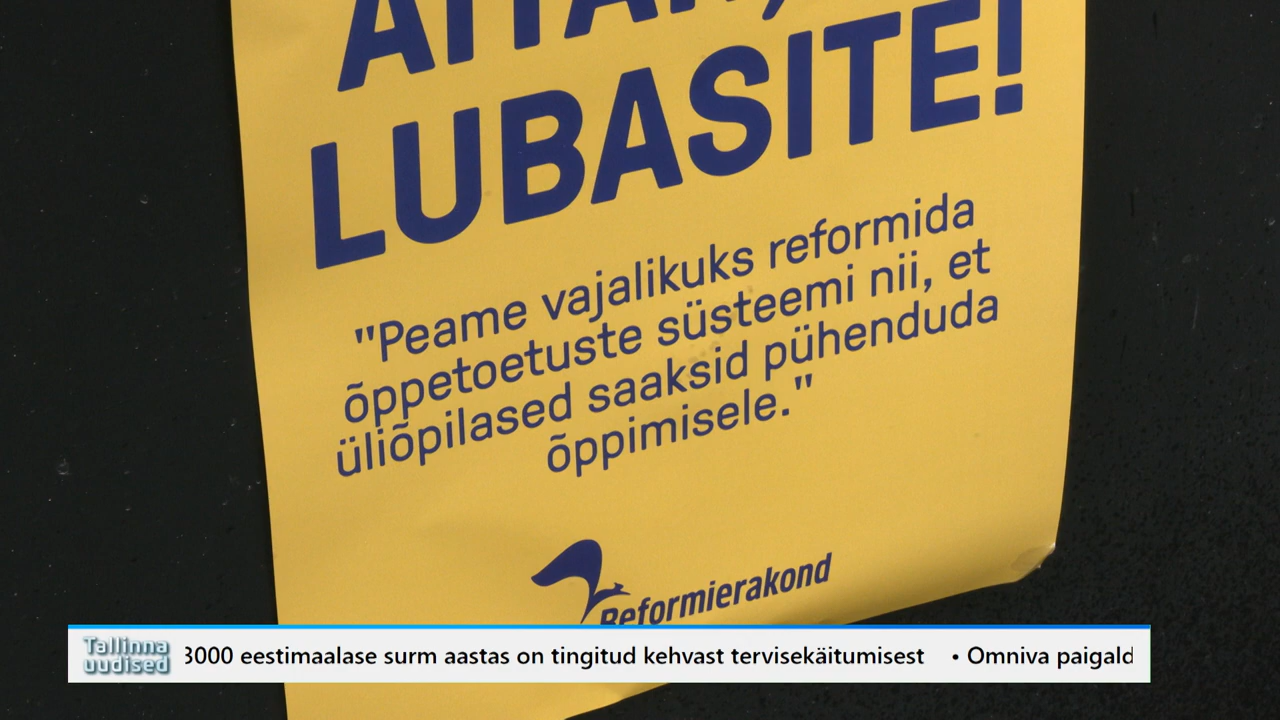 LUBASITE!
"Peame vajalikuks reformida
õppetoetuste süsteemi nii, et
üliõpilased saaksid pühenduda
õppimisele."
Reformierakond
Tallinna
uudised
3000 eestimaalase surm aastas on tingitud kehvast tervisekäitumisest • Omniva paigald